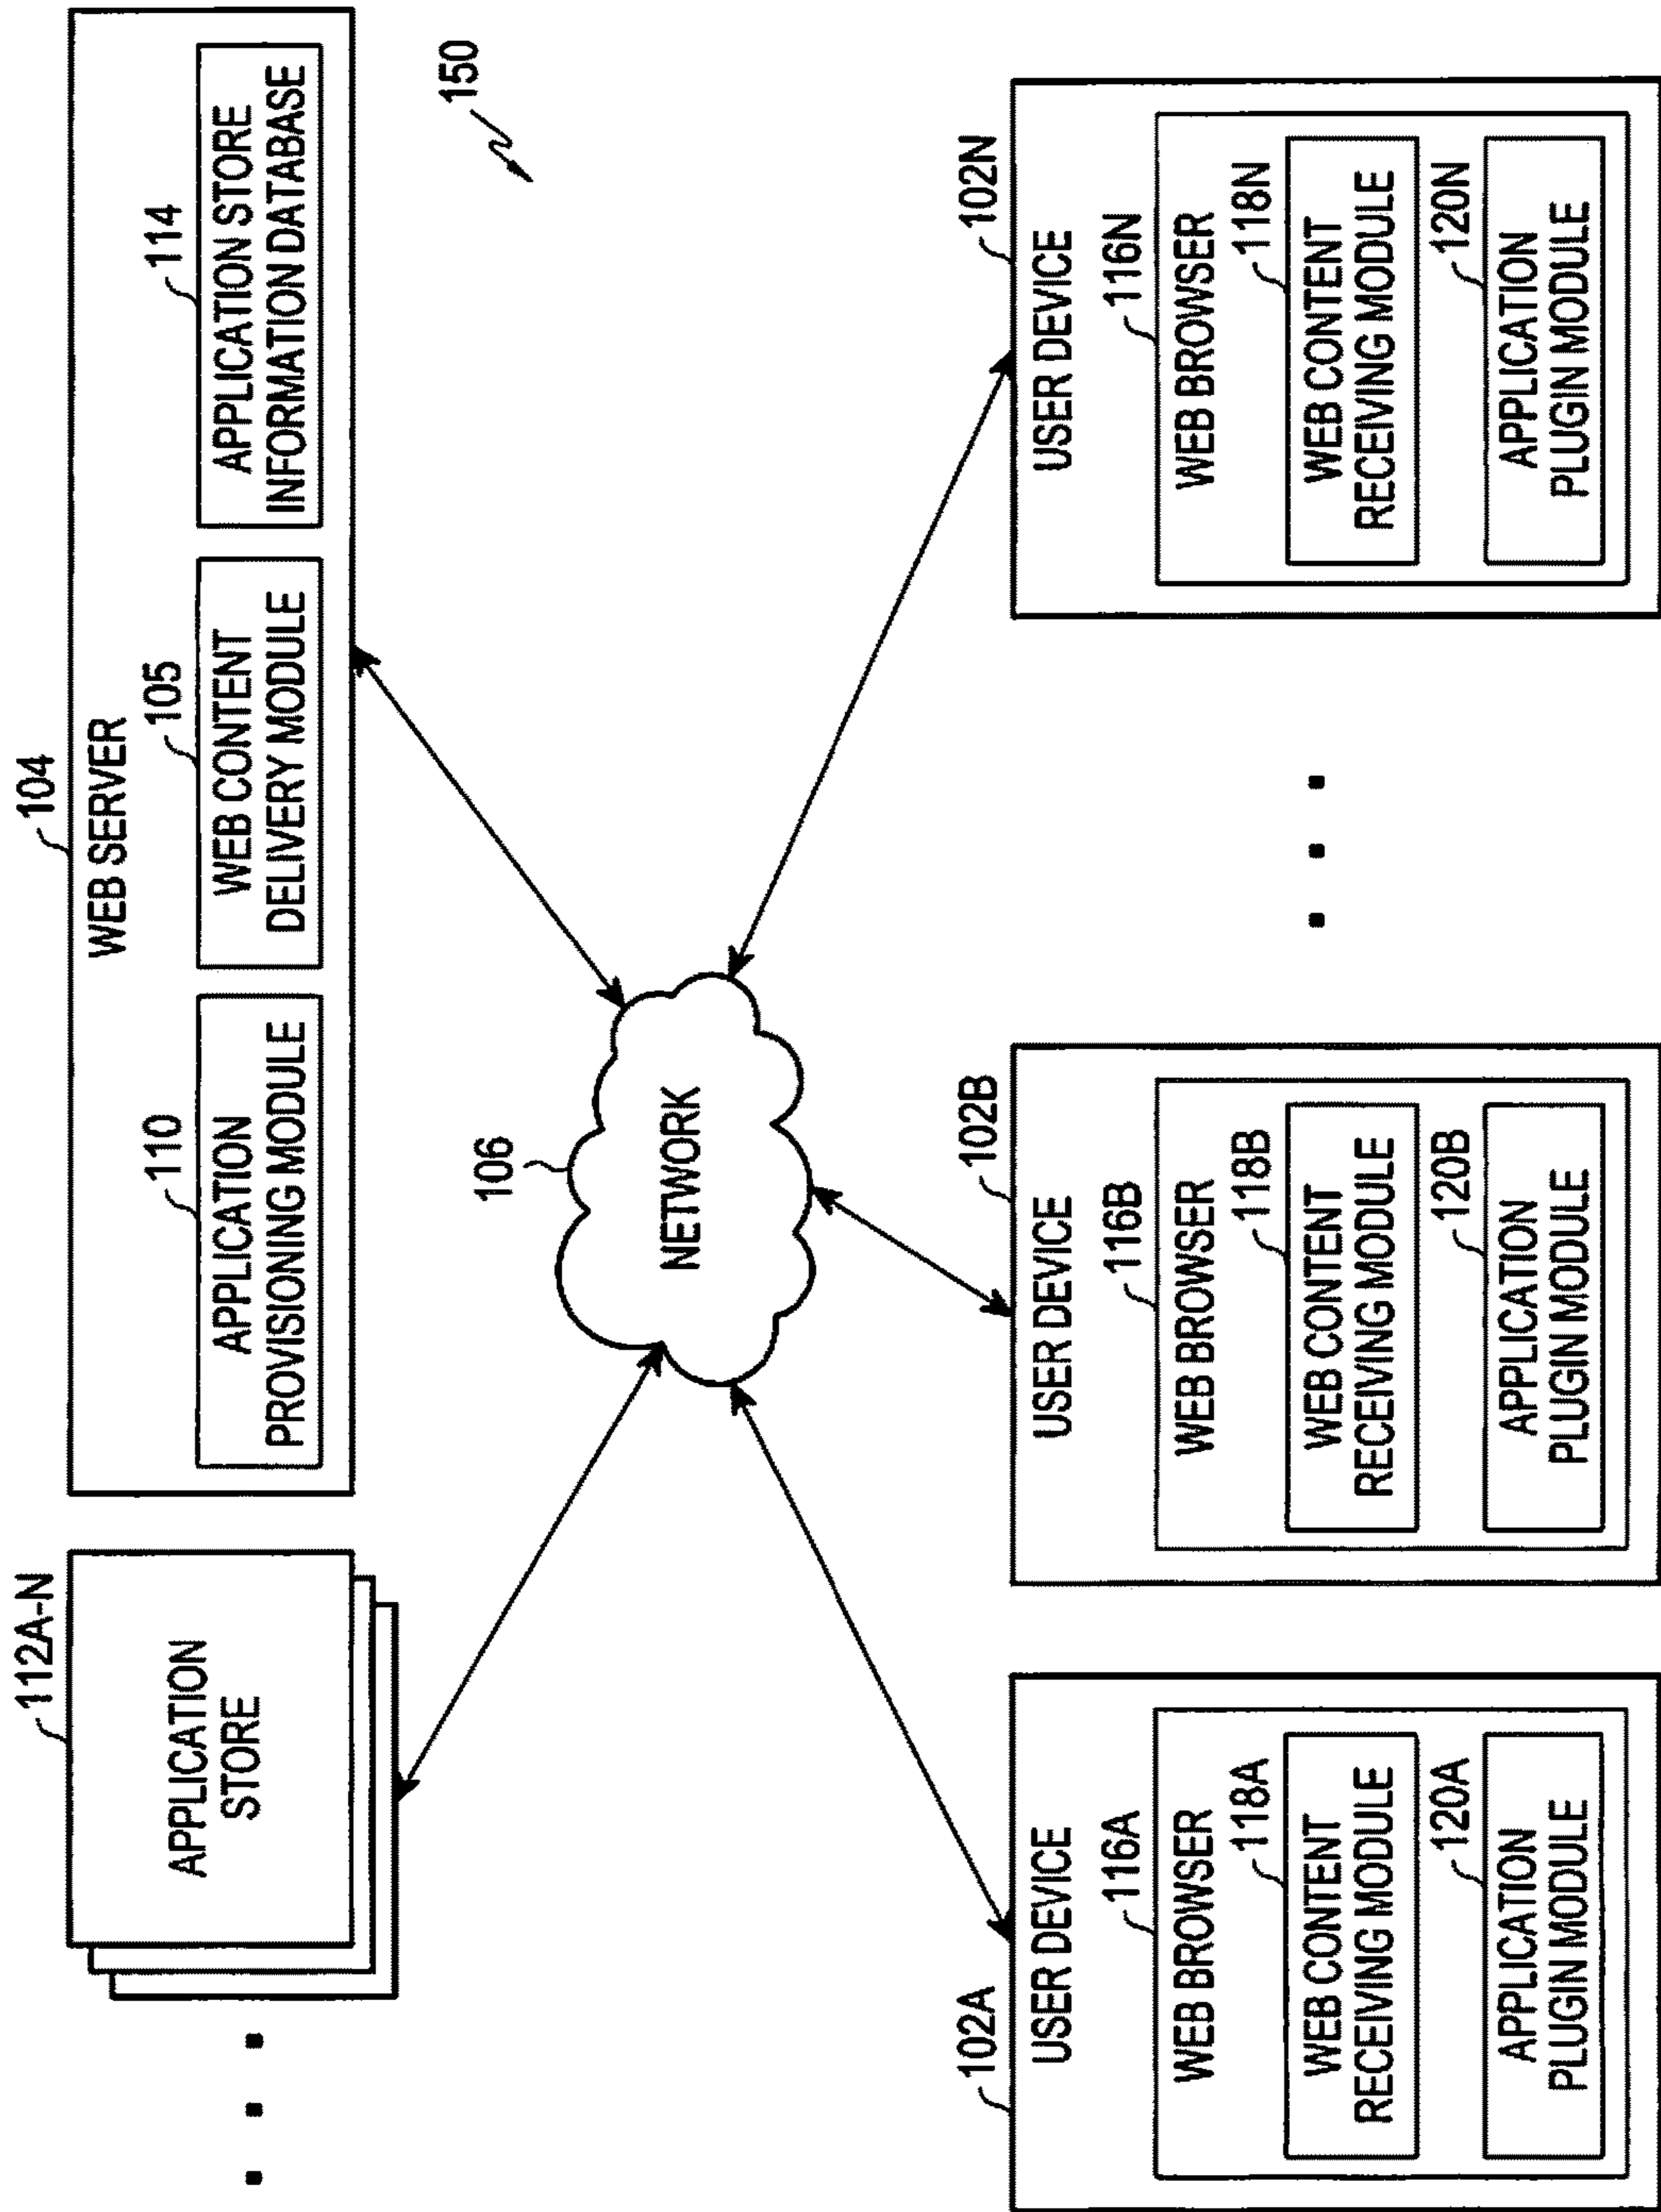 112A-N
APPLICATION
STORE
104
WEB SERVER
110
APPLICATION
PROVISIONING MODULE
105
WEB CONTENT
DELIVERY MODULE
114
APPLICATION STORE
INFORMATION DATABASE
150
106
NETWORK
102A
USER DEVICE
116A
WEB BROWSER
118A
WEB CONTENT
RECEIVING MODULE
120A
APPLICATION
PLUGIN MODULE
102B
USER DEVICE
116B
WEB BROWSER
118B
WEB CONTENT
RECEIVING MODULE
120B
APPLICATION
PLUGIN MODULE
102N
USER DEVICE
116N
WEB BROWSER
118N
WEB CONTENT
RECEIVING MODULE
120N
APPLICATION
PLUGIN MODULE